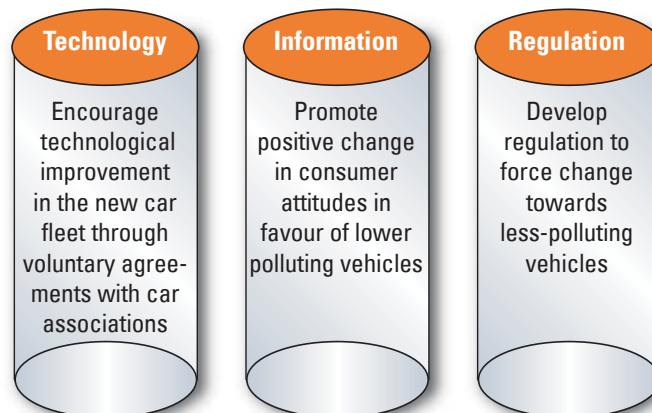 Technology
Encourage
technological
improvement
in the new car
fleet through
voluntary agree-
ments with car
associations
Information
Promote
positive change
in consumer
attitudes in
favour of lower
polluting vehicles
Regulation
Develop
regulation to
force change
towards
less-polluting
vehicles